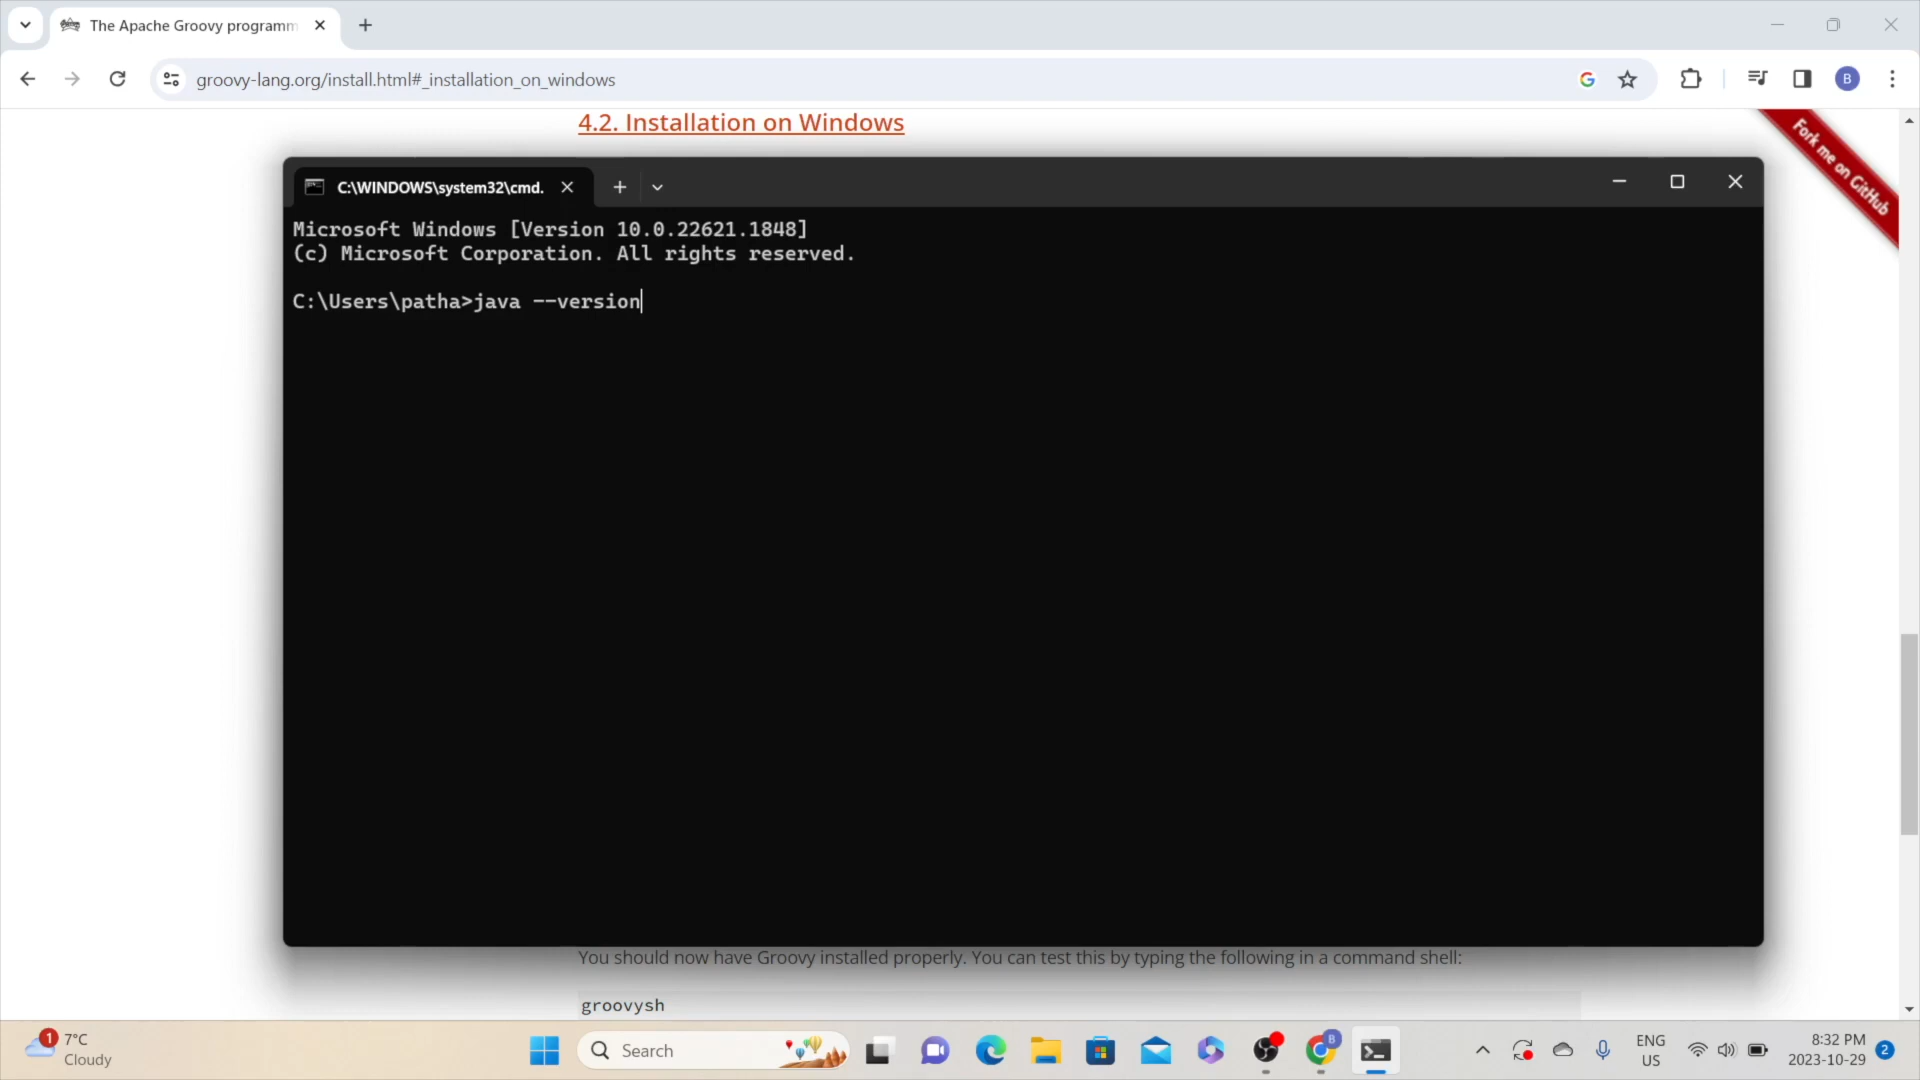 The Apache Groovy programm
groovy-lang.org/install.html#_installation_on_windows
B
4.2. Installation on Windows
Fork me on GitHub
C:\WINDOWS\system32\cmd.
Microsoft Windows [Version 10.0.22621.1848]
(c) Microsoft Corporation. All rights reserved.
C:\Users\patha>java --version
You should now have Groovy installed properly. You can test this by typing the following in a command shell:
groovysh
1
7°C
Cloudy
Search
B
ENG
US
8:32 PM
2023-10-29
2